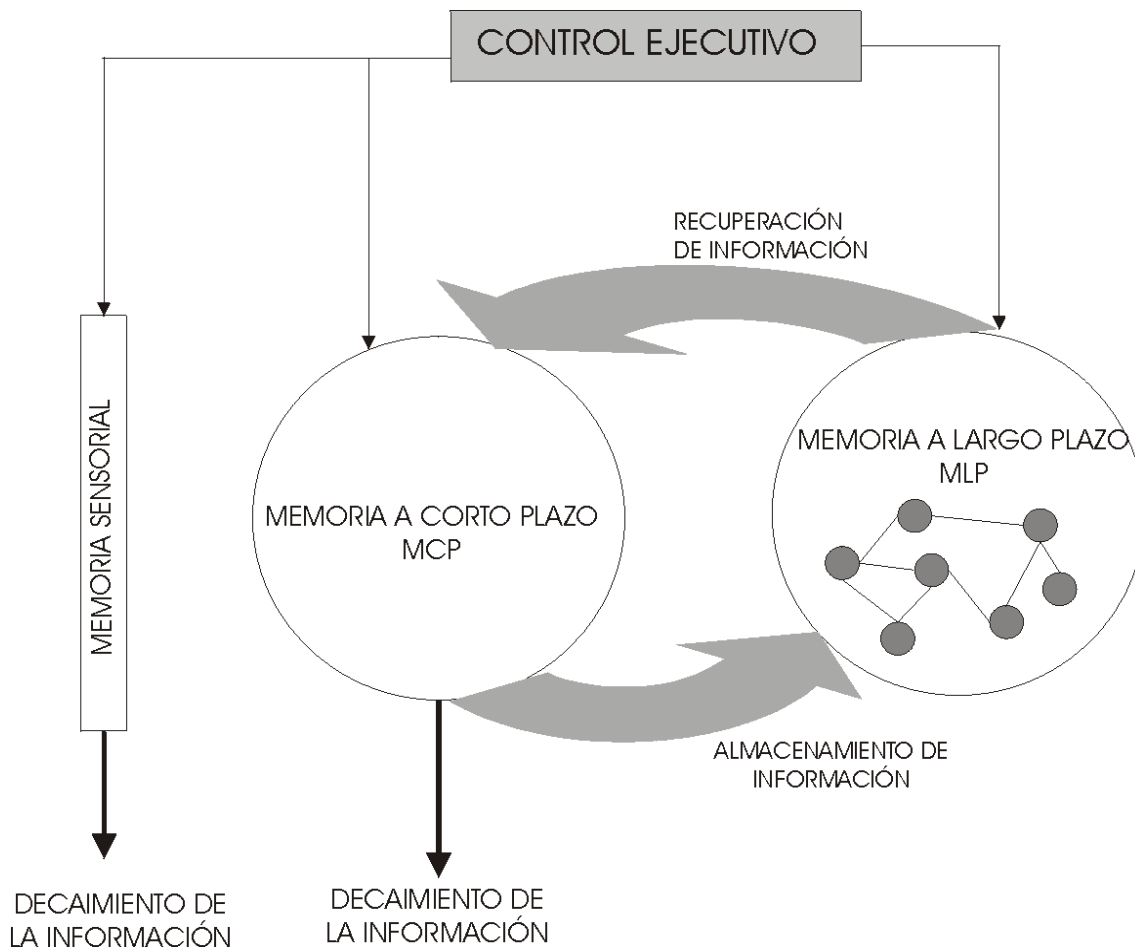 CONTROL EJECUTIVO
RECUPERACIÓN
DE INFORMACIÓN
MEMORIA SENSORIAL
MEMORIA A CORTO PLAZO
MCP
MEMORIA A LARGO PLAZO
MLP
ALMACENAMIENTO DE
INFORMACIÓN
DECAIMIENTO DE
LA INFORMACIÓN
DECAIMIENTO DE
LA INFORMACIÓN